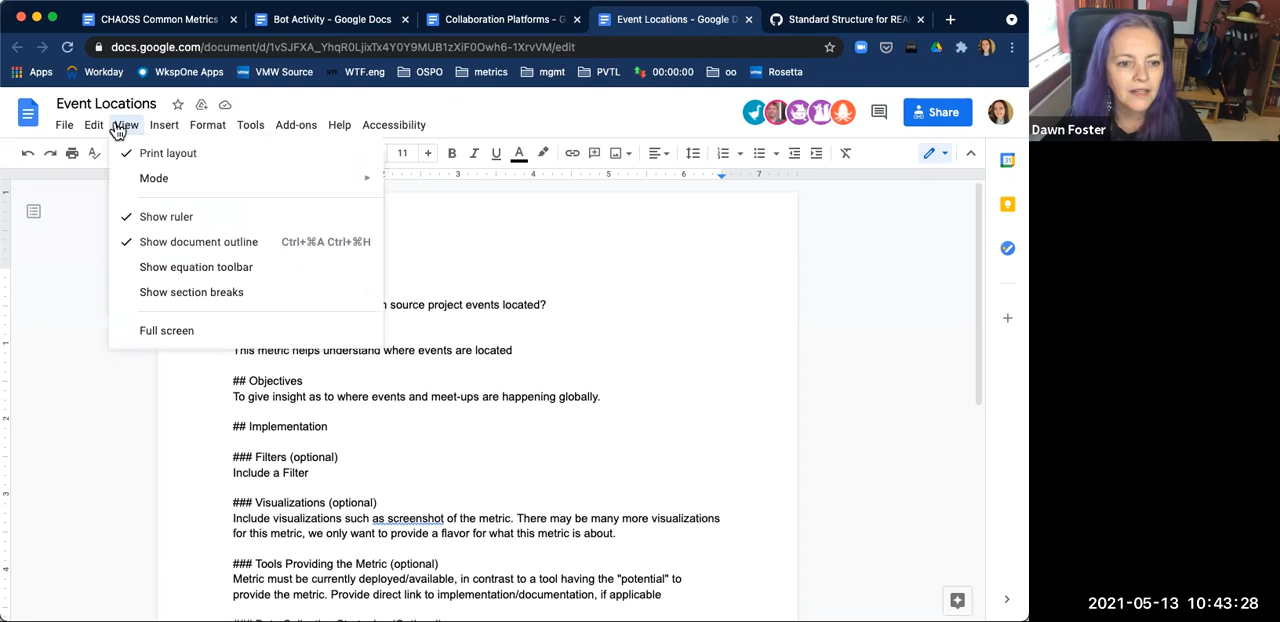 CHAOSS Common Metrics
Bot Activity - Google Docs
Collaboration Platforms - G
Event Locations - Google D
Standard Structure for REA
docs.google.com/document/d/1vSJFXA_YhqR0LjixTx4Y0Y9MUB1zXiF0Owh6-1XrvVM/edit
Apps
Workday
WkspOne Apps
VMW Source
WTF.eng
OSPO
metrics
mgmt
PVTL
00:00:00
oo
Rosetta
Event Locations
File Edit View Insert Format Tools Add-ons Help Accessibility
Share
11
Print layout
Mode
Show ruler
Show document outline Ctrl+⌘A Ctrl+⌘H
Show equation toolbar
Show section breaks
Full screen
3 4 5 6 7
source project events located?
This metric helps understand where events are located
## Objectives
To give insight as to where events and meet-ups are happening globally.
## Implementation
### Filters (optional)
Include a Filter
### Visualizations (optional)
Include visualizations such as screenshot of the metric. There may be many more visualizations
for this metric, we only want to provide a flavor for what this metric is about.
### Tools Providing the Metric (optional)
Metric must be currently deployed/available, in contrast to a tool having the "potential" to
provide the metric. Provide direct link to implementation/documentation, if applicable
Dawn Foster
2021-05-13 10:43:28